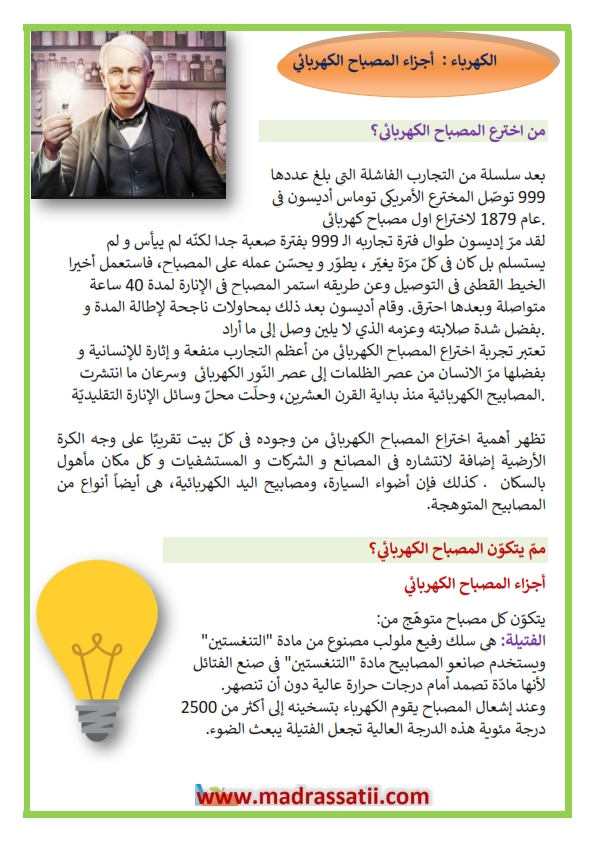 الكهرباء : أجزاء المصباح الكهربائي
من اخترع المصباح الكهربائي؟
بعد سلسلة من التجارب الفاشلة التي بلغ عددها
999 توصّل المخترع الأمريكي توماس أديسون في
.عام 1879 لاختراع اول مصباح كهربائي
لقد مرّ إديسون طوال فترة تجاربه الـ 999 بفترة صعبة جدا لكنّه لم ييأس و لم
يستسلم بل كان في كلّ مرّة يغيّر ، يطوّر و يحسّن عمله على المصباح، فاستعمل أخيرا
الخيط القطني في التوصيل وعن طريقه استمر المصباح في الإنارة لمدة 40 ساعة
متواصلة وبعدها احترق. وقام أديسون بعد ذلك بمحاولات ناجحة لإطالة المدة و
.بفضل شدة صلابته وعزمه الذي لا يلين وصل إلى ما أراد
تعتبر تجربة اختراع المصباح الكهربائي من أعظم التجارب منفعة و إثارة للإنسانية و
بفضلها مرّ الانسان من عصر الظلمات إلى عصر النّور الكهربائي وسرعان ما انتشرت
.المصابيح الكهربائية منذ بداية القرن العشرين، وحلّت محلّ وسائل الإنارة التقليديّة
تظهر أهمية اختراع المصباح الكهربائي من وجوده في كلّ بيت تقريبًا على وجه الكرة
الأرضية إضافة لانتشاره في المصانع و الشركات و المستشفيات و كل مكان مأهول
بالسكان . كذلك فإن أضواء السيارة، ومصابيح اليد الكهربائية، هي أيضاً أنواع من
المصابيح المتوهجة.
ممّ يتكوّن المصباح الكهربائي؟
أجزاء المصباح الكهربائي
يتكوّن كل مصباح متوهّج من:
الفتيلة: هي سلك رفيع ملولب مصنوع من مادة "التنغستين"
ويستخدم صانعو المصابيح مادة "التنغستين" في صنع الفتائل
لأنها مادّة تصمد أمام درجات حرارة عالية دون أن تنصهر.
وعند إشعال المصباح يقوم الكهرباء بتسخينه إلى أكثر من 2500
درجة مئوية هذه الدرجة العالية تجعل الفتيلة يبعث الضوء.
www.madrassatii.com